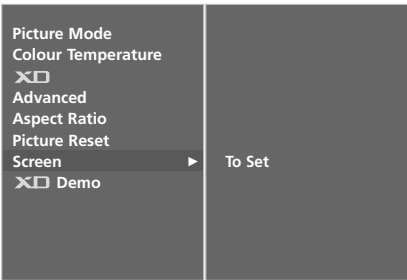 Picture Mode
Colour Temperature
XD
Advanced
Aspect Ratio
Picture Reset
Screen ► To Set
XD Demo